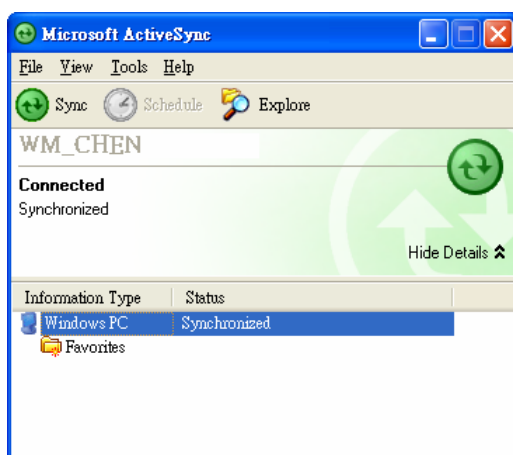 Microsoft ActiveSync
File View Tools Help
Sync Schedule Explore
WM_CHEN
Connected
Synchronized
Hide Details
Information Type Status
Windows PC Synchronized
Favorites